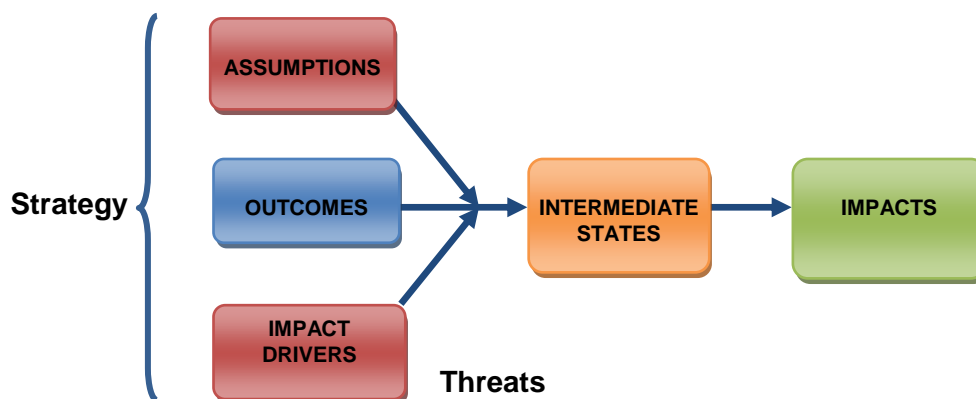 ASSUMPTIONS
Strategy
OUTCOMES
INTERMEDIATE
STATES
IMPACTS
IMPACT
DRIVERS
Threats